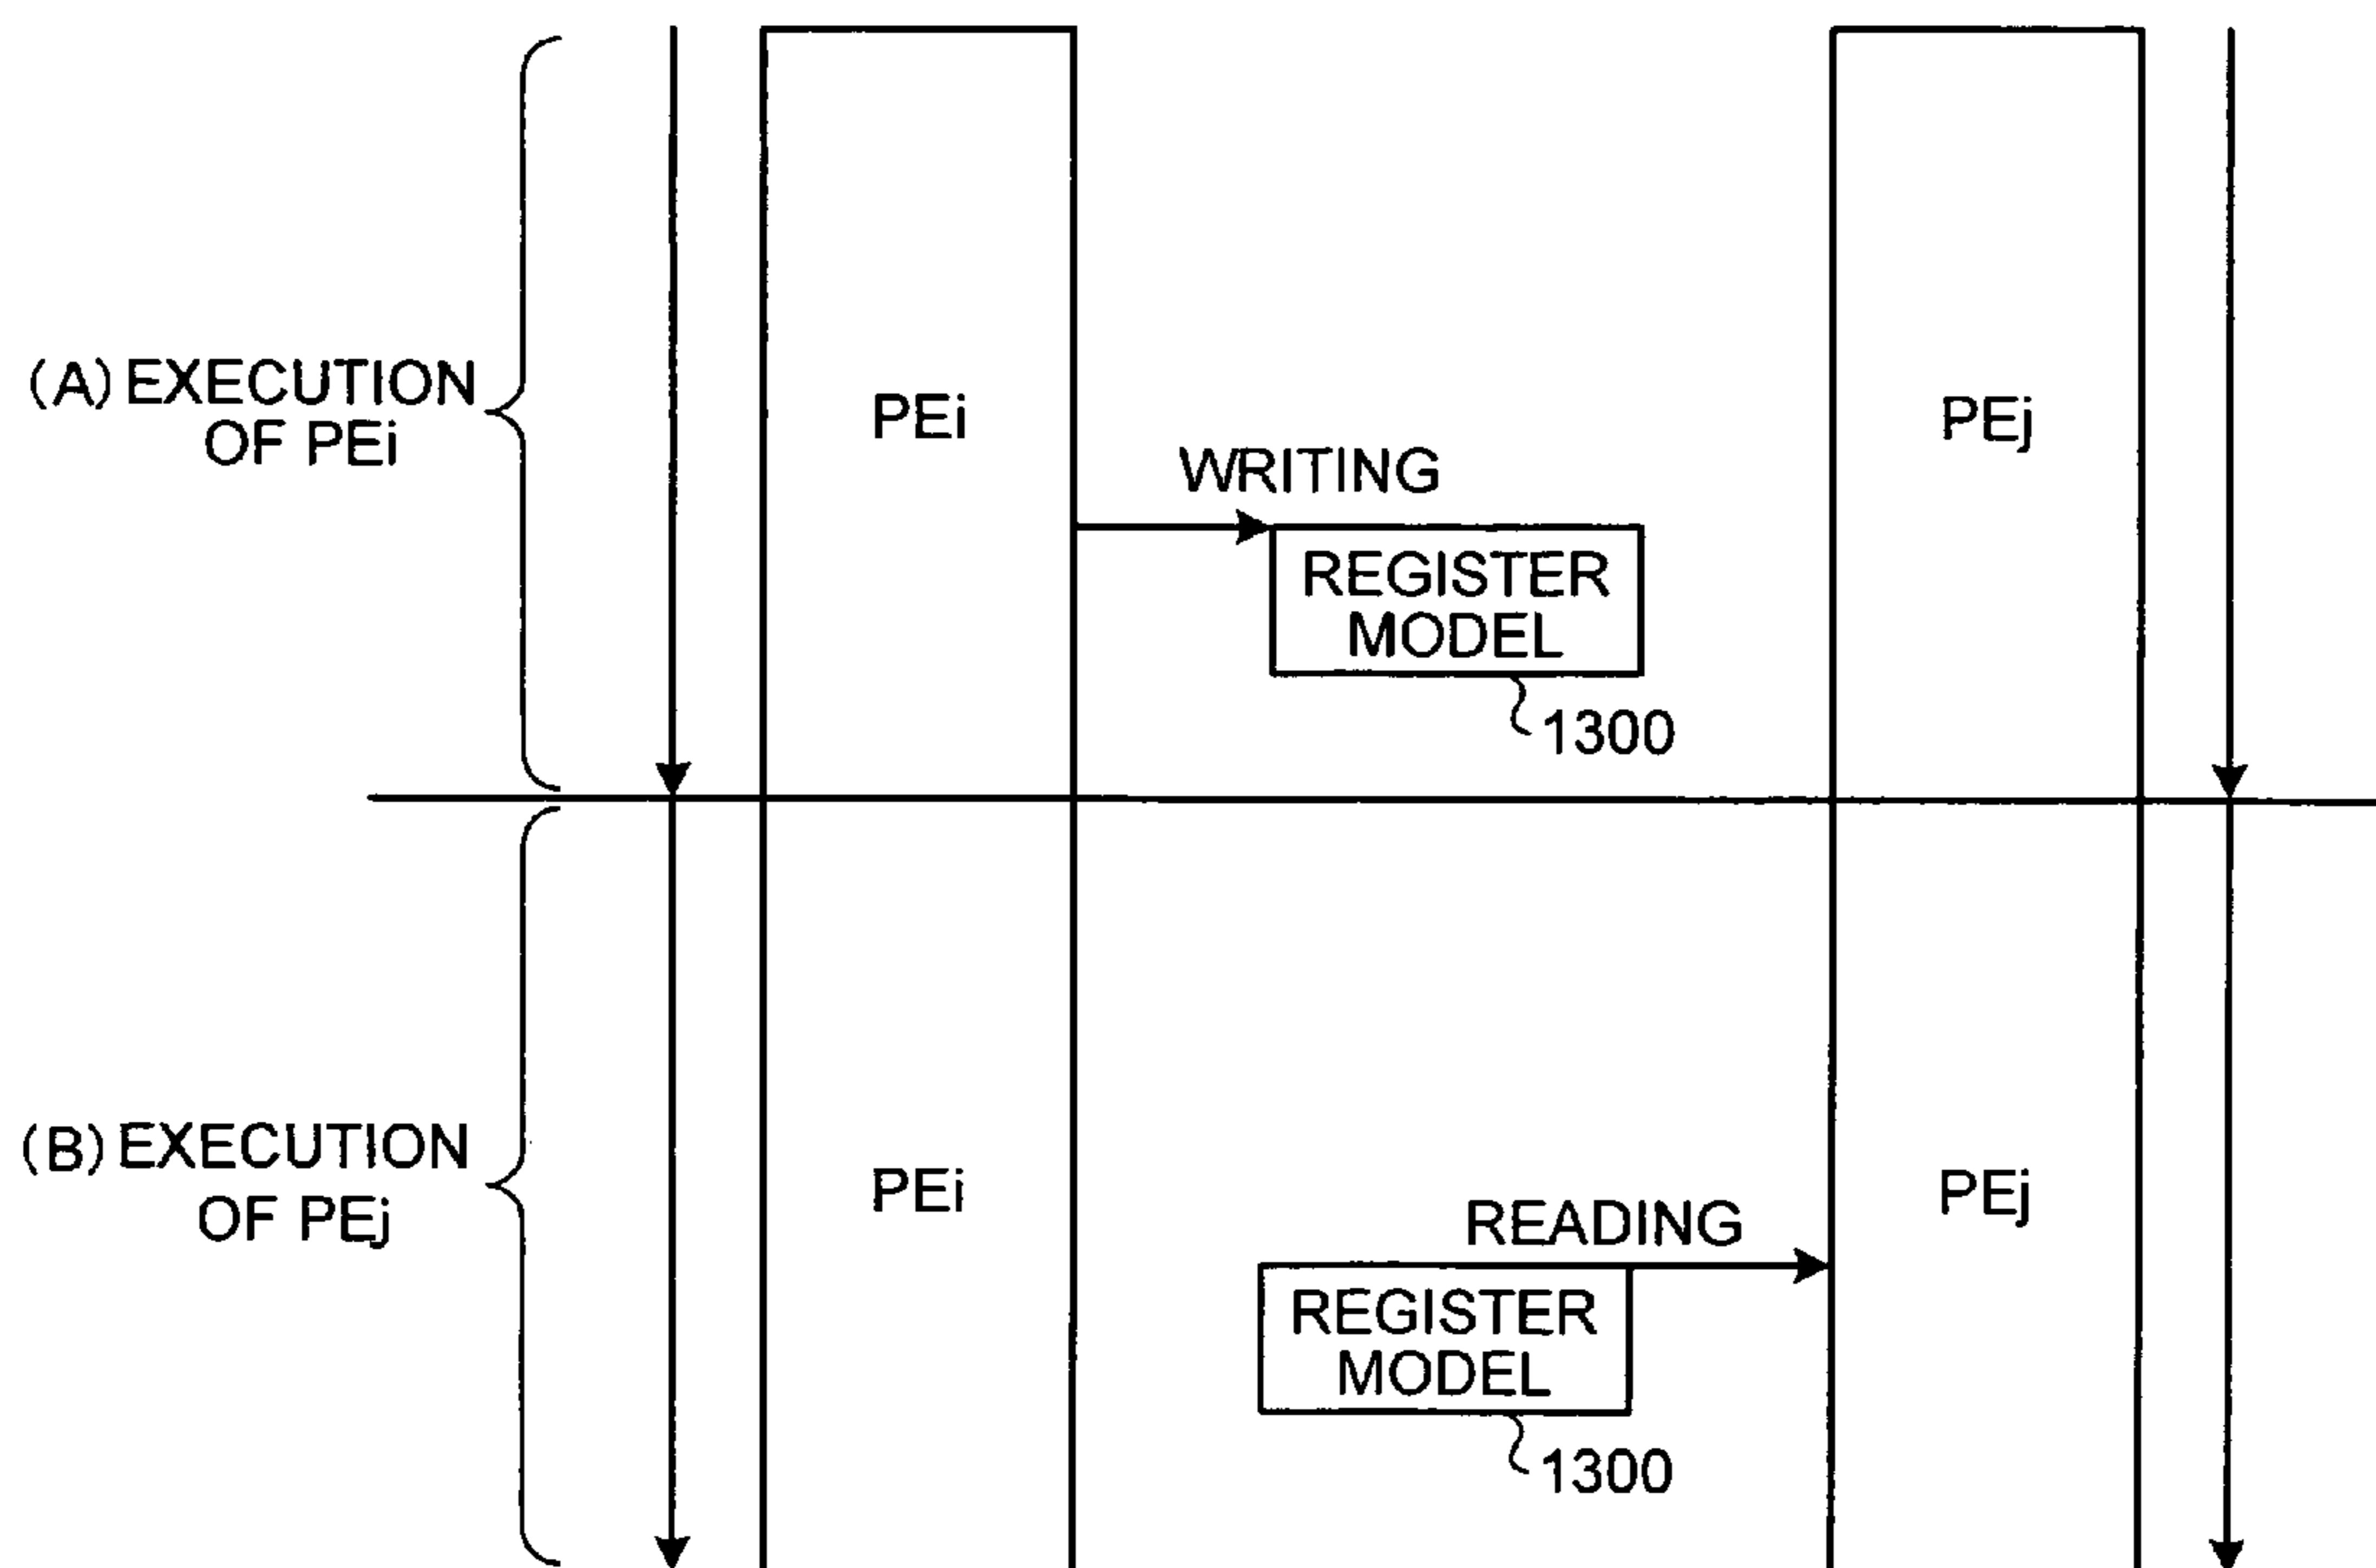 (A) EXECUTION
OF PEi
PEi
PEj
WRITING
REGISTER
MODEL
1300
(B) EXECUTION
OF PEj
PEi
PEj
READING
REGISTER
MODEL
1300